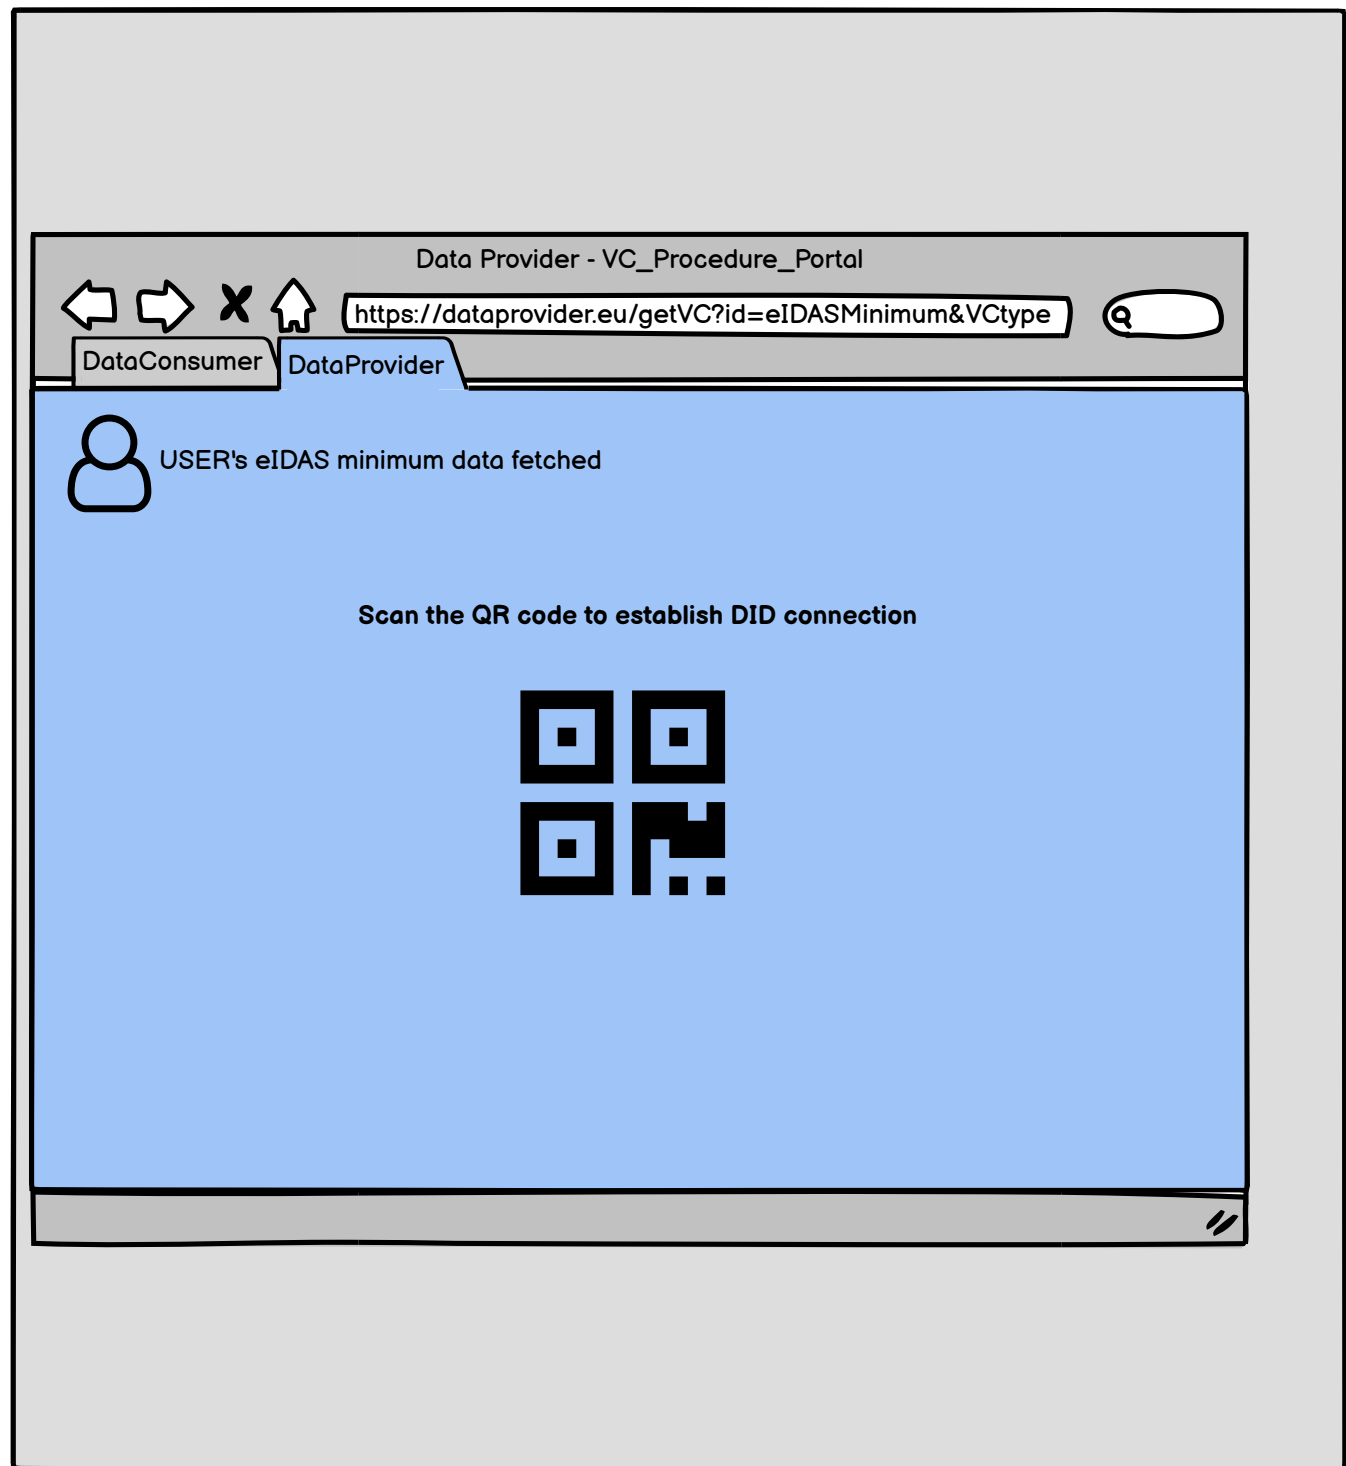 Data Provider - VC_Procedure_Portal
https://dataprovider.eu/getVC?id=eIDASMinimum&VCtype
DataConsumer
DataProvider
USER's eIDAS minimum data fetched
Scan the QR code to establish DID connection